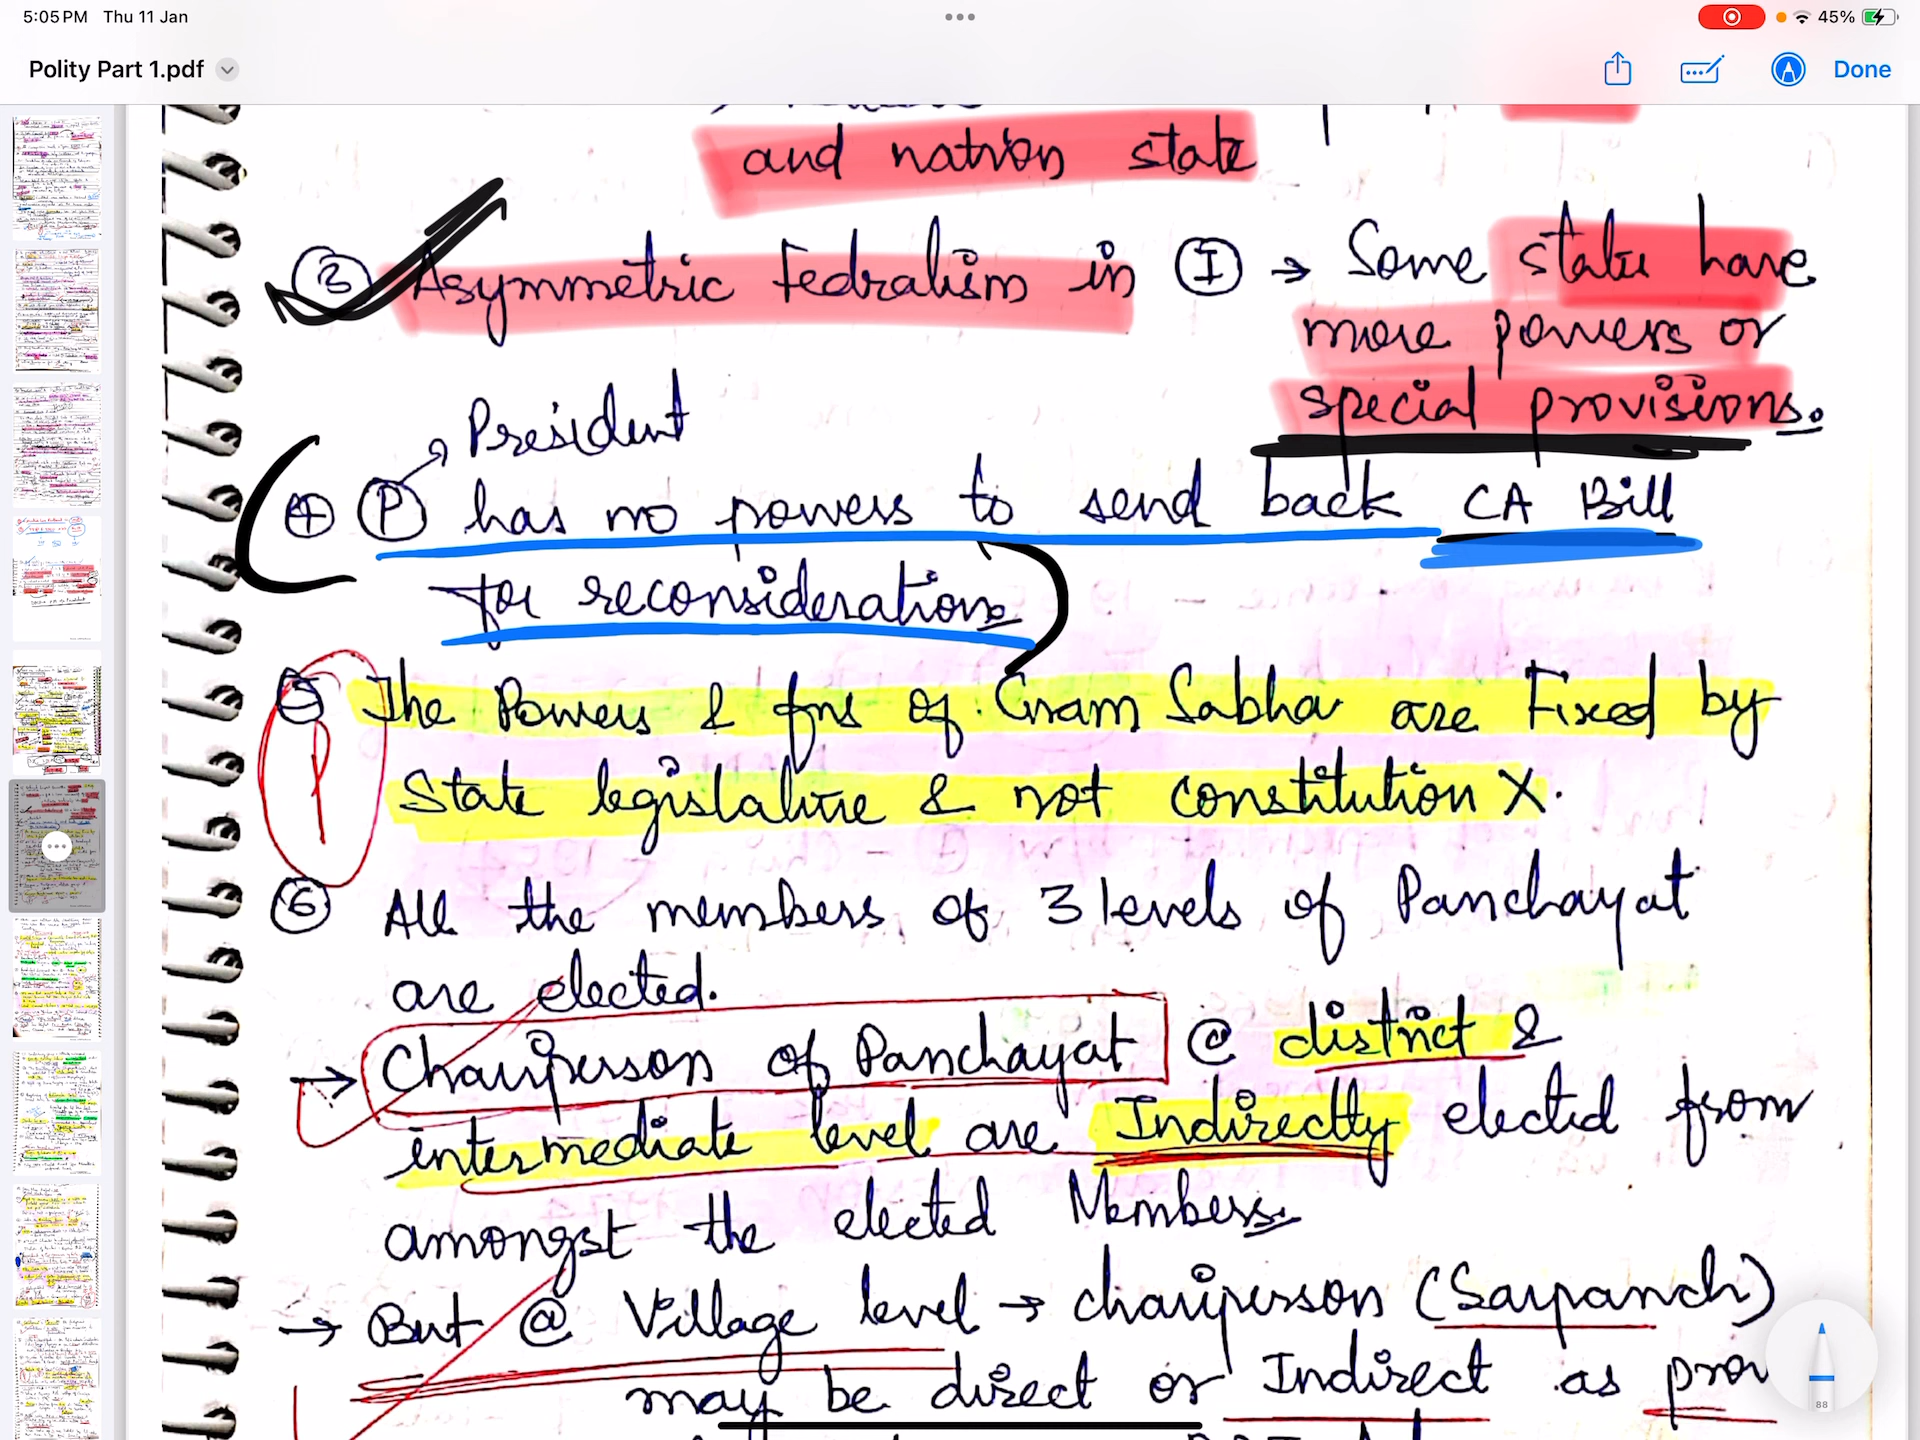 5:05 PM Thu 11 Jan
45%
Polity Part 1.pdf
Done
and nation state
③ Asymmetric Fedralism in Ⓘ → Some states have
more powers or
special provisions.
President
④ Ⓟ has no powers to send back CA Bill
for reconsideration
⑤ The Powers & fns of Gram Sabha are Fixed by
State legislative & not constitution X.
⑥ All the members of 3 levels of Panchayat
are elected.
→ Chairperson of Panchayat @ district &
intermediate level are Indirectly elected from
amongst the elected Members.
→ But @ Village level → chairperson (Sarpanch)
may be direct or Indirect as prov
88